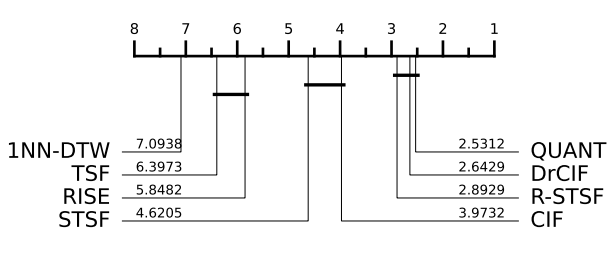 8 7 6 5 4 3 2 1
1NN-DTW 7.0938 2.5312 QUANT
TSF 6.3973 2.6429 DrCIF
RISE 5.8482 2.8929 R-STSF
STSF 4.6205 3.9732 CIF